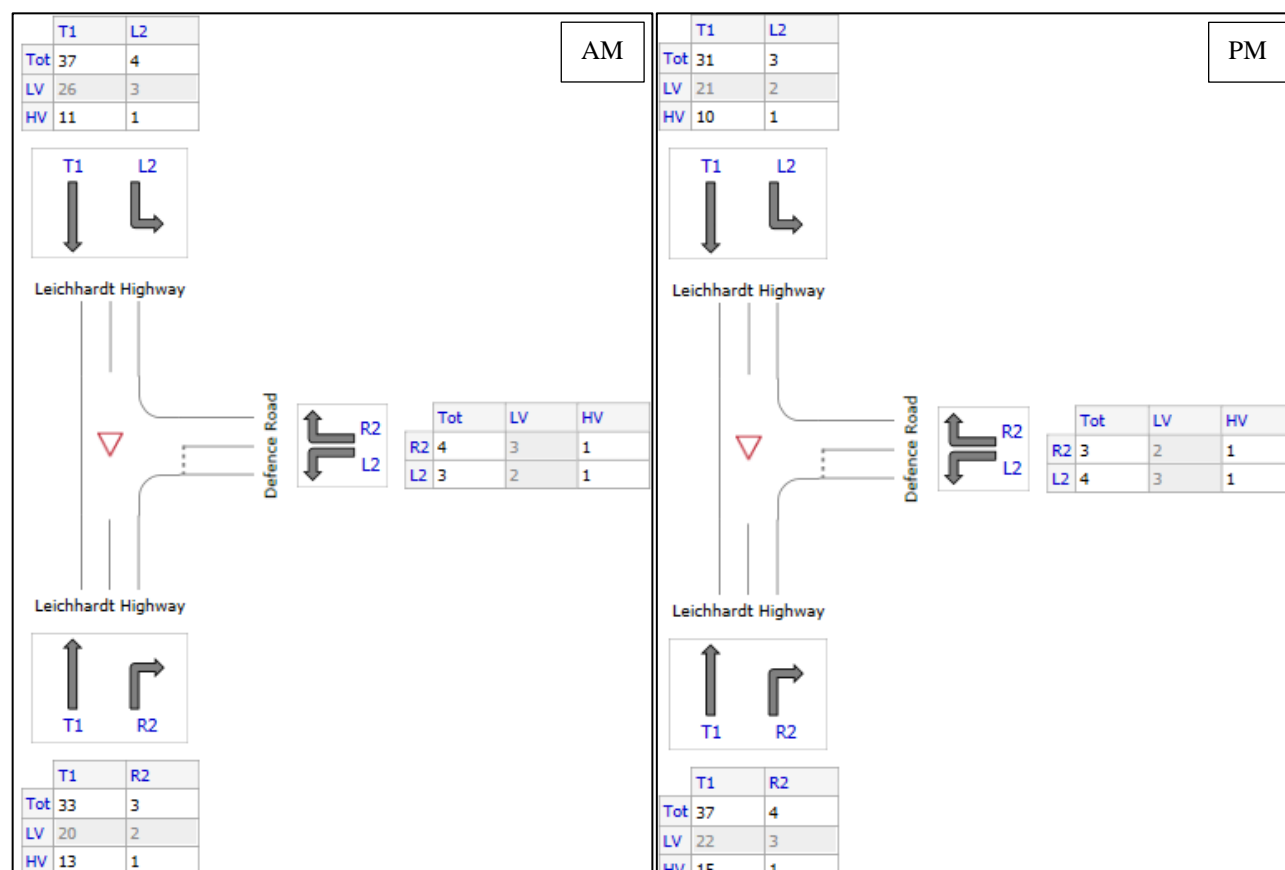 AM
T1 L2
Tot 37 4
LV 26 3
HV 11 1
T1 L2
Leichhardt Highway
Defence Road
R2
L2
Tot LV HV
R2 4 3 1
L2 3 2 1
Leichhardt Highway
T1 R2
T1 R2
Tot 33 3
LV 20 2
HV 13 1
PM
T1 L2
Tot 31 3
LV 21 2
HV 10 1
T1 L2
Leichhardt Highway
Defence Road
R2
L2
Tot LV HV
R2 3 2 1
L2 4 3 1
Leichhardt Highway
T1 R2
T1 R2
Tot 37 4
LV 22 3
HV 15 1